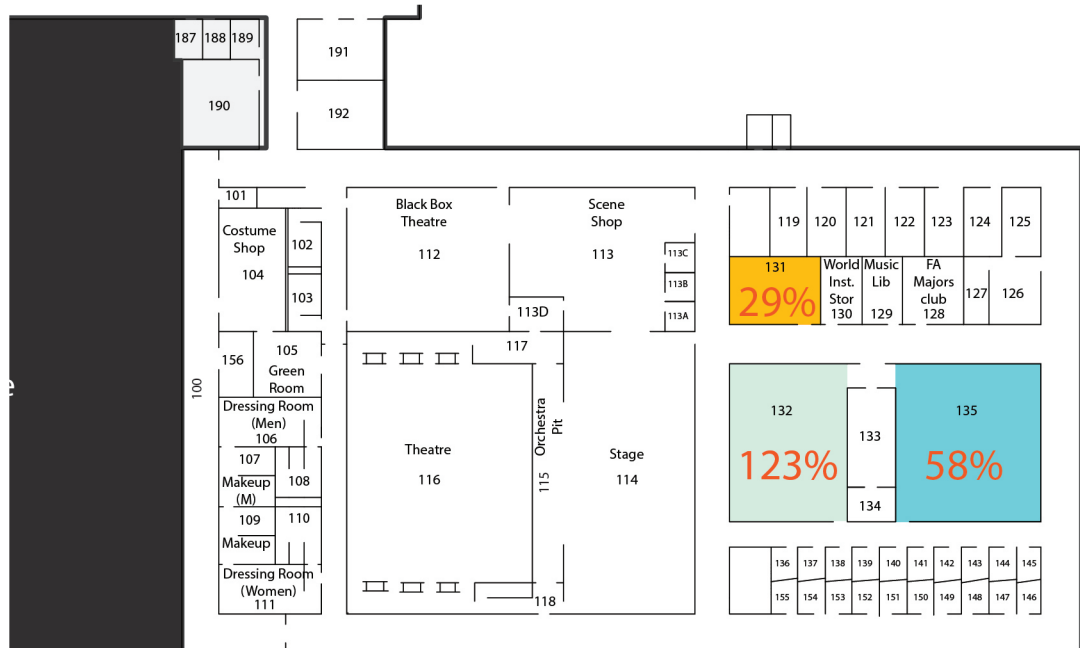 187 188 189
191
190
192
101
Black Box
Theatre
112
Scene
Shop
113
119 120 121 122 123 124 125
Costume
Shop
104
102
103
113C
113B
113A
113D
131
29%
World
Inst.
Stor
130
Music
Lib
129
FA
Majors
club
128
127 126
117
156
105
Green
Room
100
Dressing Room
(Men)
106
107
Makeup
(M)
108
109
Makeup
110
Dressing Room
(Women)
111
Theatre
116
Orchestra
Pit
115
Stage
114
118
132
123%
133
134
135
58%
136 137 138 139 140 141 142 143 144 145
155 154 153 152 151 150 149 148 147 146